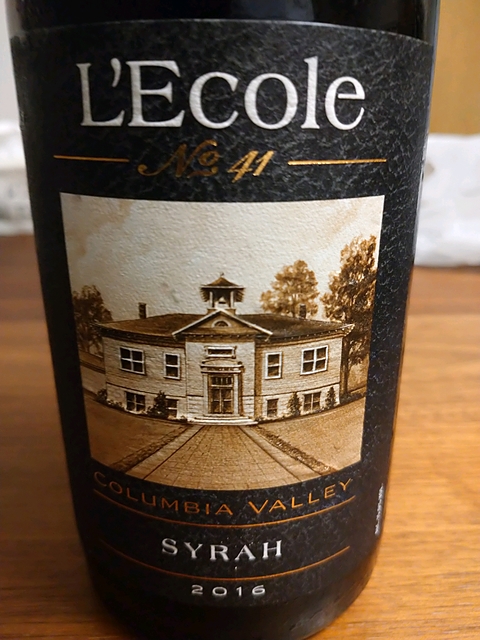 L'Ecole
No 41
COLUMBIA VALLEY
SYRAH
2016